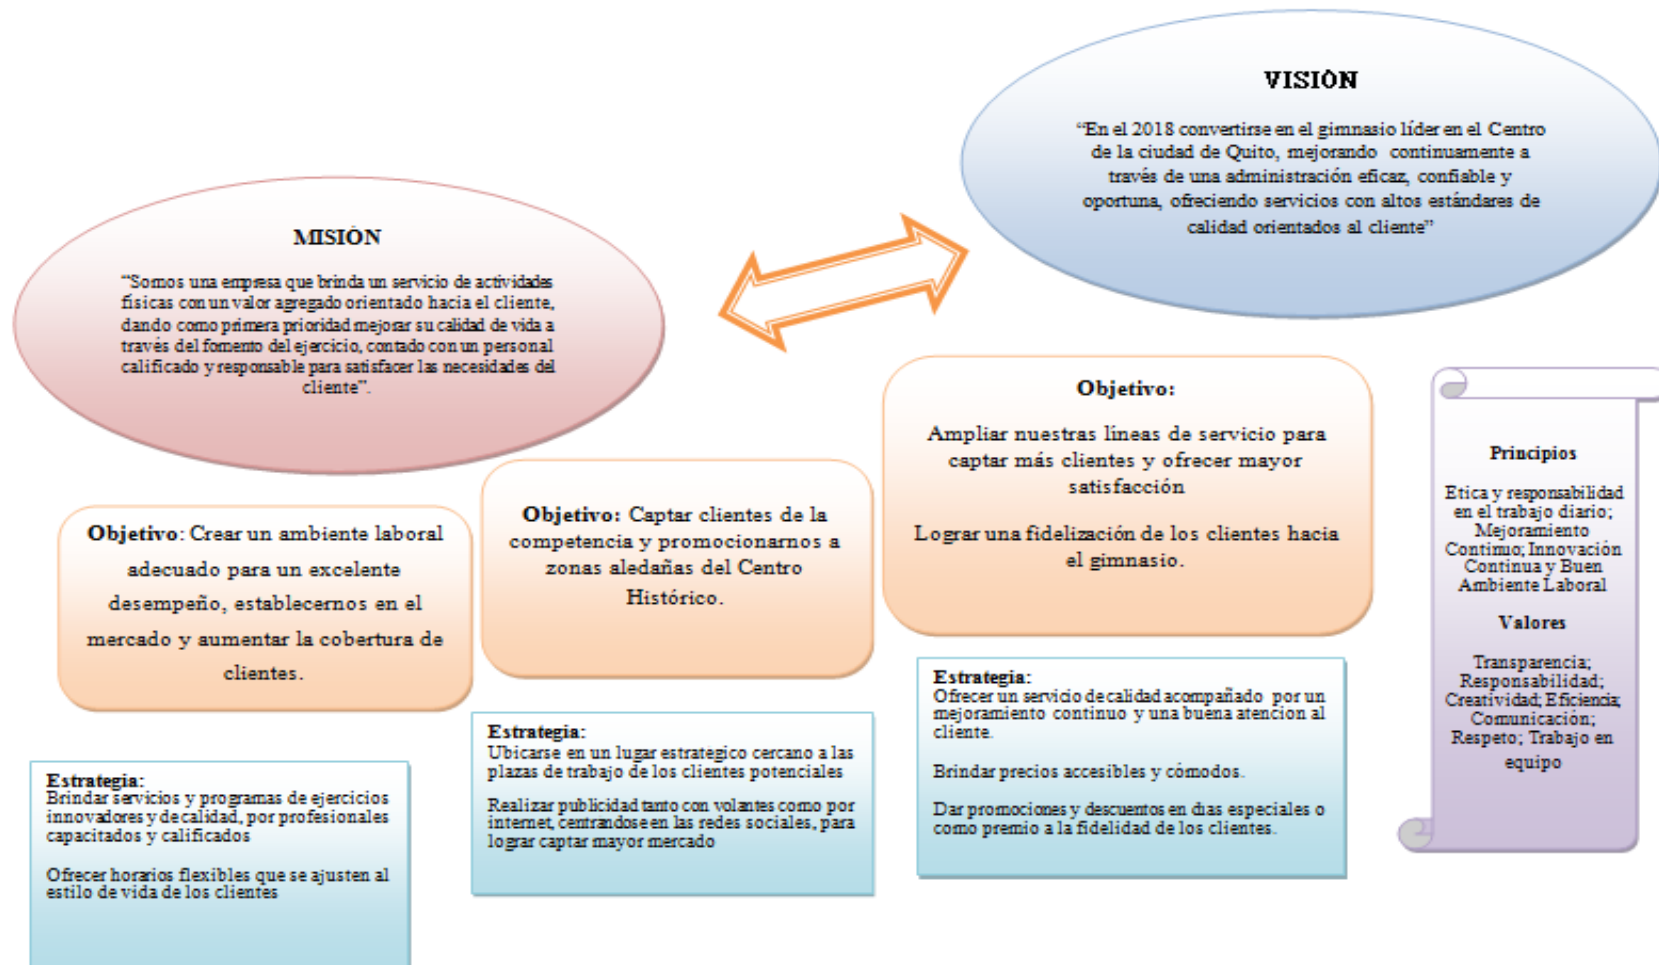 VISIÓN
“En el 2018 convertirse en el gimnasio líder en el Centro
de la ciudad de Quito, mejorando continuamente a
través de una administración eficaz, confiable y
oportuna, ofreciendo servicios con altos estándares de
calidad orientados al cliente”
MISIÓN
“Somos una empresa que brinda un servicio de actividades
físicas con un valor agregado orientado hacia el cliente,
dando como primera prioridad mejorar su calidad de vida a
través del fomento del ejercicio, contado con un personal
calificado y responsable para satisfacer las necesidades del
cliente”.
Objetivo: Crear un ambiente laboral
adecuado para un excelente
desempeño, establecernos en el
mercado y aumentar la cobertura de
clientes.
Objetivo: Captar clientes de la
competencia y promocionarnos a
zonas aledañas del Centro
Histórico.
Objetivo:
Ampliar nuestras líneas de servicio para
captar más clientes y ofrecer mayor
satisfacción
Lograr una fidelización de los clientes hacia
el gimnasio.
Principios
Etica y responsabilidad
en el trabajo diario;
Mejoramiento
Continuo; Innovación
Continua y Buen
Ambiente Laboral
Valores
Transparencia;
Responsabilidad;
Creatividad; Eficiencia;
Comunicación;
Respeto; Trabajo en
equipo
Estrategia:
Brindar servicios y programas de ejercicios
innovadores y de calidad, por profesionales
capacitados y calificados
Ofrecer horarios flexibles que se ajusten al
estilo de vida de los clientes
Estrategia:
Ubicarse en un lugar estrategico cercano a las
plazas de trabajo de los clientes potenciales
Realizar publicidad tanto con volantes como por
internet, centrandose en las redes sociales, para
lograr captar mayor mercado
Estrategia:
Ofrecer un servicio de calidad acompañado por un
mejoramiento continuo y una buena atencion al
cliente.
Brindar precios accesibles y cómodos.
Dar promociones y descuentos en dias especiales o
como premio a la fidelidad de los clientes.